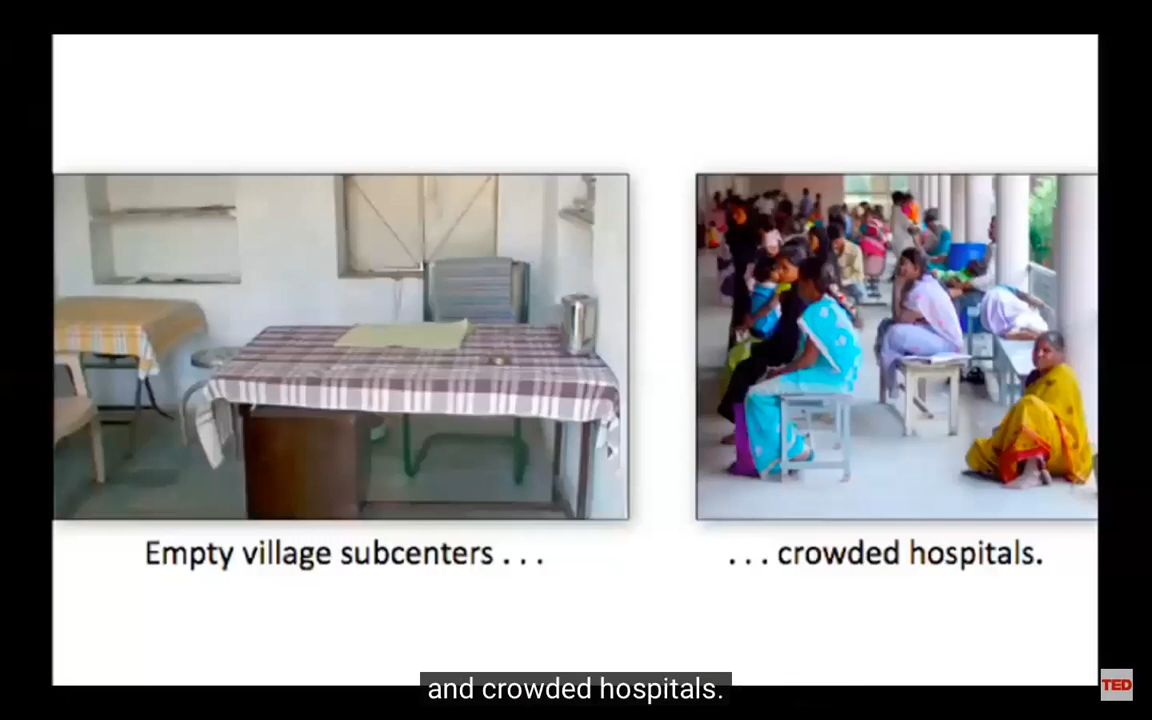 Empty village subcenters . . .
. . . crowded hospitals.
and crowded hospitals.
TED